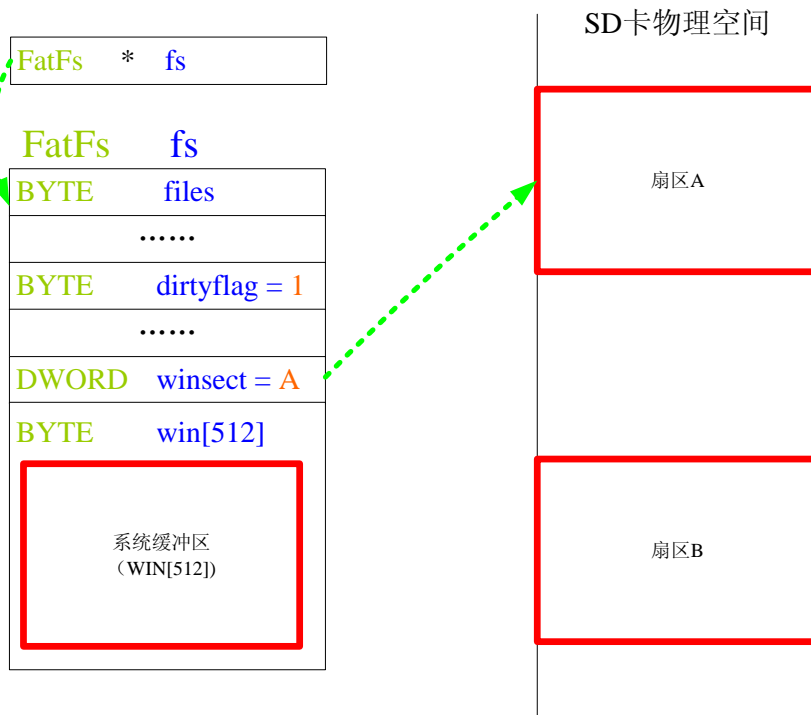 SD卡物理空间
FatFs * fs
FatFs fs
BYTE files
……
BYTE dirtyflag = 1
……
DWORD winsect = A
BYTE win[512]
系统缓冲区
（WIN[512])
扇区A
扇区B